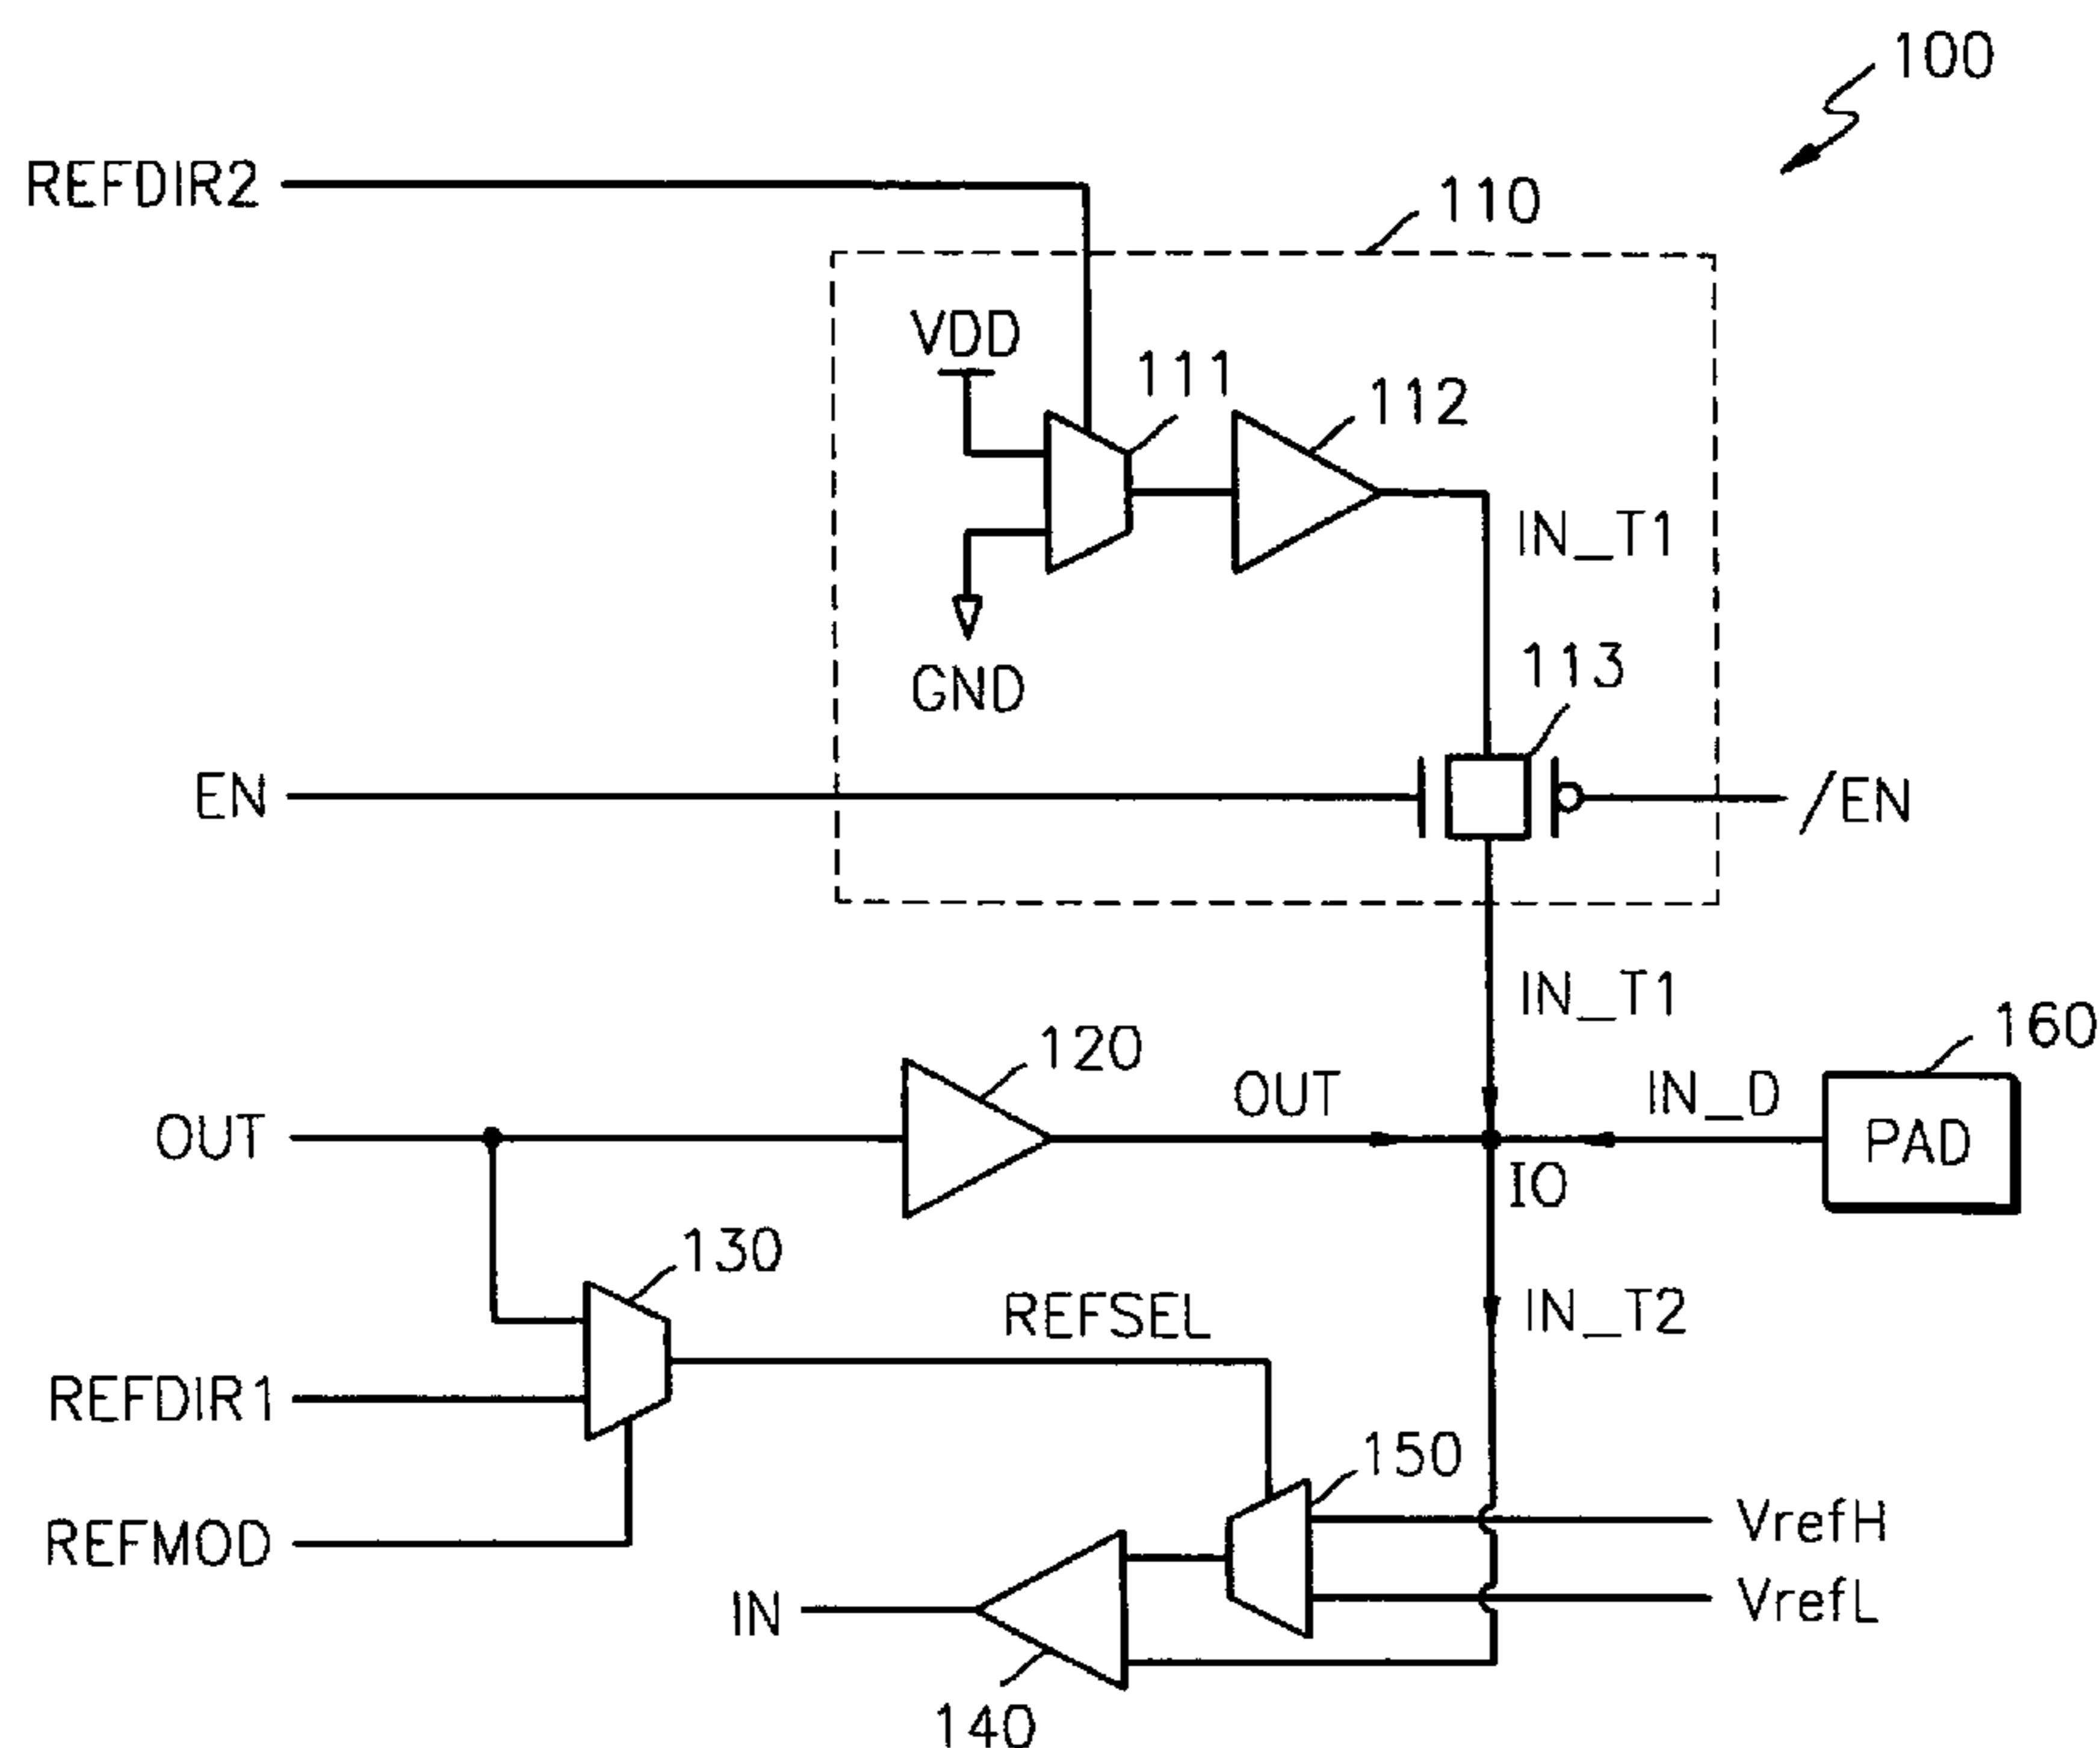 100
REFDIR2
110
VDD
111
112
IN_T1
GND
113
EN
/EN
IN_T1
120
OUT
IN_D
160
OUT
PAD
IO
130
REFSEL
IN_T2
REFDIR1
150
REFMOD
VrefH
IN
VrefL
140